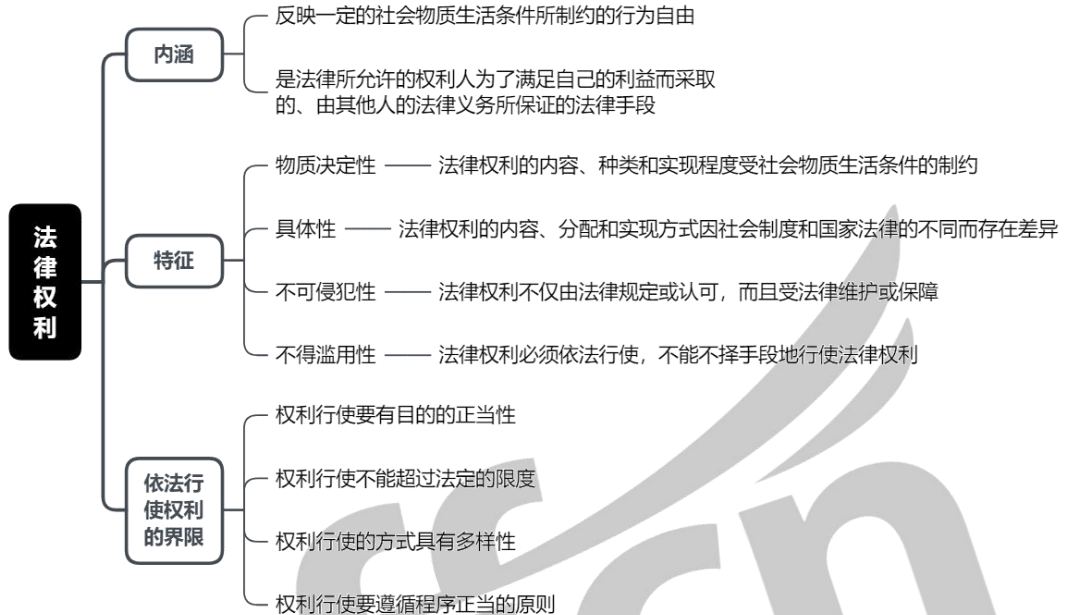 法律权利
内涵
反映一定的社会物质生活条件所制约的行为自由
是法律所允许的权利人为了满足自己的利益而采取
的、由其他人的法律义务所保证的法律手段
特征
物质决定性
法律权利的内容、种类和实现程度受社会物质生活条件的制约
具体性
法律权利的内容、分配和实现方式因社会制度和国家法律的不同而存在差异
不可侵犯性
法律权利不仅由法律规定或认可，而且受法律维护或保障
不得滥用性
法律权利必须依法行使，不能不择手段地行使法律权利
依法行
使权利
的界限
权利行使要有目的的正当性
权利行使不能超过法定的限度
权利行使的方式具有多样性
权利行使要遵循程序正当的原则